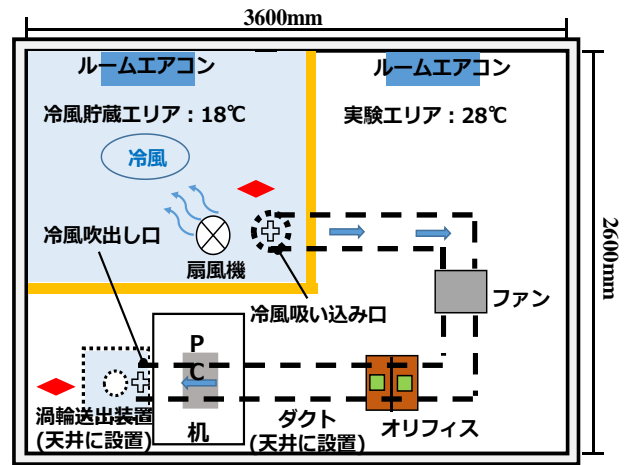 3600mm
ルームエアコン
ルームエアコン
冷風貯蔵エリア：18℃
実験エリア：28℃
冷風
2600mm
冷風吹出し口
扇風機
ファン
冷風吸い込み口
P
C
渦輪送出装置
(天井に設置)
机
ダクト
(天井に設置)
オリフィス